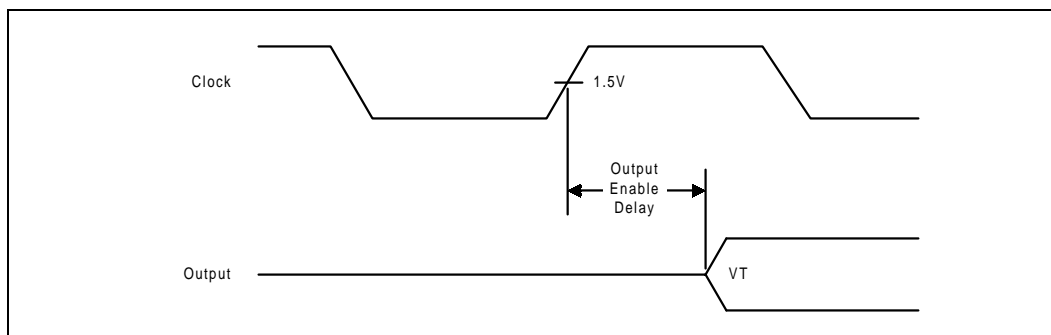 Clock
1.5V
Output
Enable
Delay
Output
VT